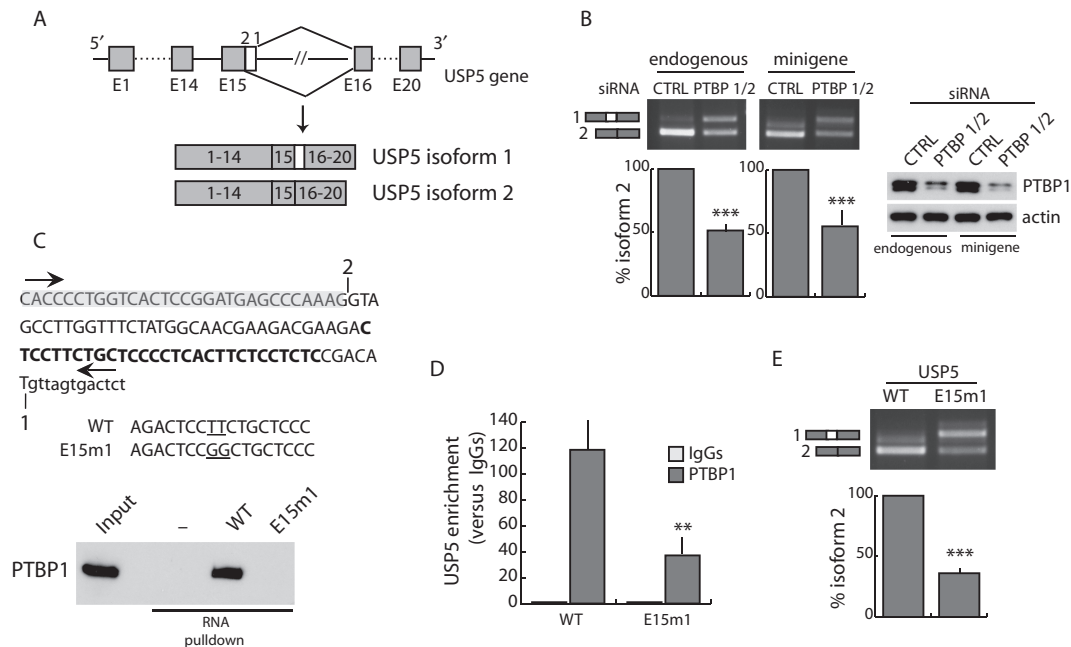 A
5′
2 1
3′
E1
E14
E15
E16
E20
USP5 gene
1-14
15
16-20
USP5 isoform 1
1-14
15
16-20
USP5 isoform 2
B
endogenous
minigene
siRNA
CTRL
PTBP 1/2
CTRL
PTBP 1/2
1
2
100
50
0
% isoform 2
***
100
50
0
***
siRNA
CTRL
PTBP 1/2
CTRL
PTBP 1/2
PTBP1
actin
endogenous
minigene
C
2
CACCCCTGGTCACTCCGGATGAGCCCAAAGGTA
GCCTTGGTTTCTATGGCAACGAAGACGAAGAC
TCCTTCTGCTCCCCTCACTTCTCCTCTCCGACA
Tgttagtgactct
1
WT AGACTCCTTCTGCTCCC
E15m1 AGACTCCGGCTGCTCCC
Input
–
WT
E15m1
PTBP1
RNA
pulldown
D
USP5 enrichment
(versus IgGs)
140
120
100
80
60
40
20
0
IgGs
PTBP1
**
WT
E15m1
E
USP5
WT
E15m1
1
2
100
50
0
% isoform 2
***